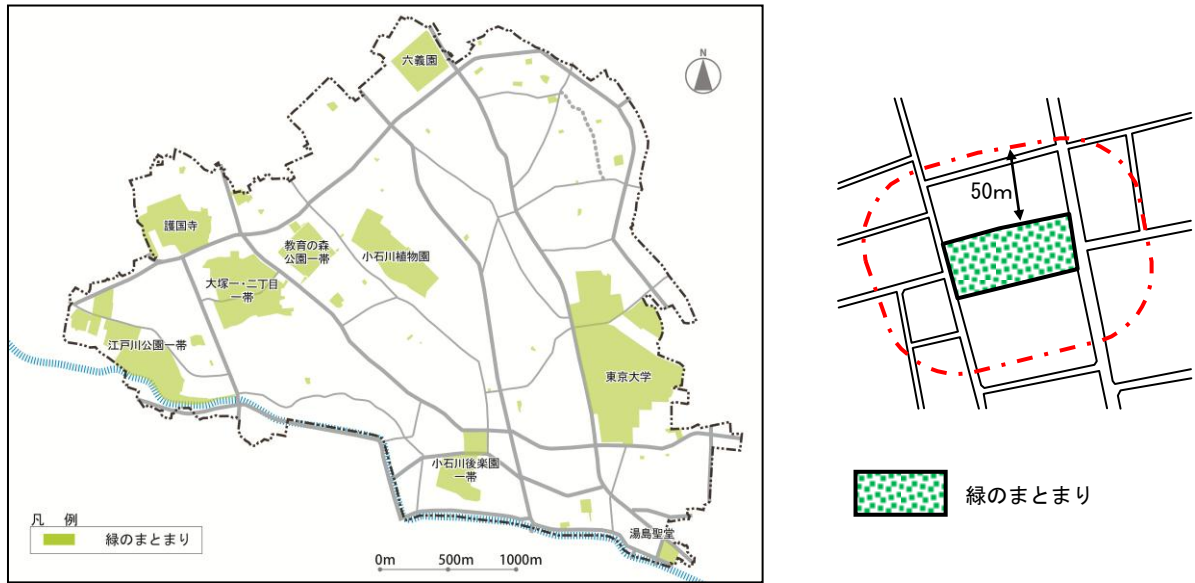 六義園
N
護国寺
教育の森
公園一帯
小石川植物園
大塚一・二丁目
一帯
江戸川公園一帯
東京大学
小石川後楽園
一帯
湯島聖堂
凡 例
緑のまとまり
0m 500m 1000m
50m
緑のまとまり